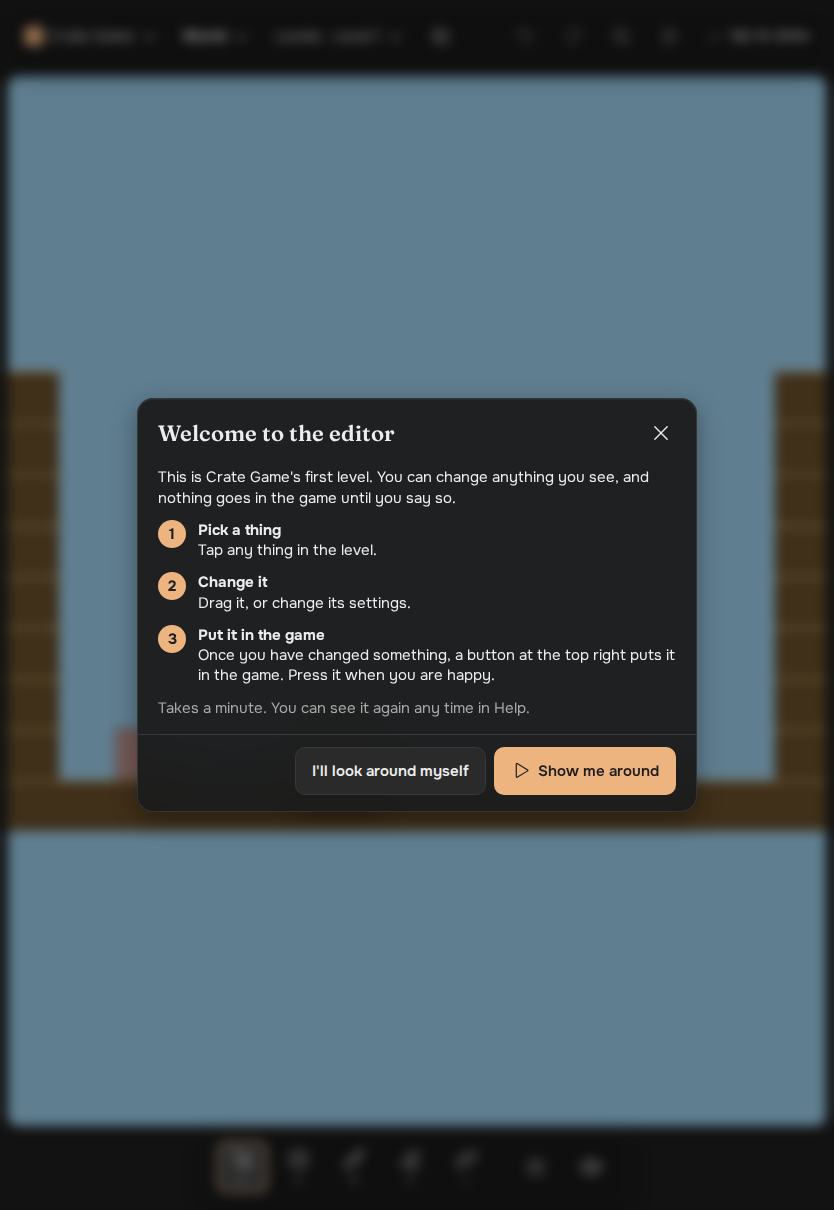 Welcome to the editor
This is Crate Game's first level. You can change anything you see, and
nothing goes in the game until you say so.
1
Pick a thing
Tap any thing in the level.
2
Change it
Drag it, or change its settings.
3
Put it in the game
Once you have changed something, a button at the top right puts it
in the game. Press it when you are happy.
Takes a minute. You can see it again any time in Help.
I'll look around myself
Show me around